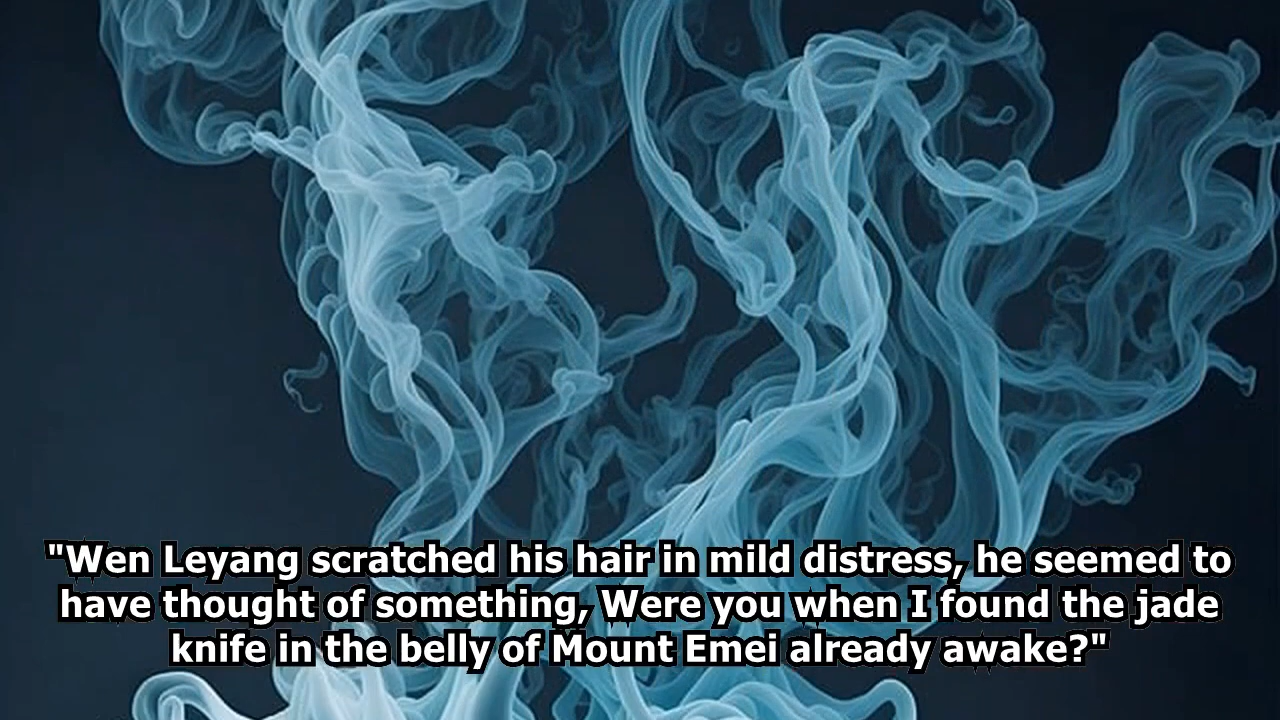 "Wen Leyang scratched his hair in mild distress, he seemed to
have thought of something, Were you when I found the jade
knife in the belly of Mount Emei already awake?"